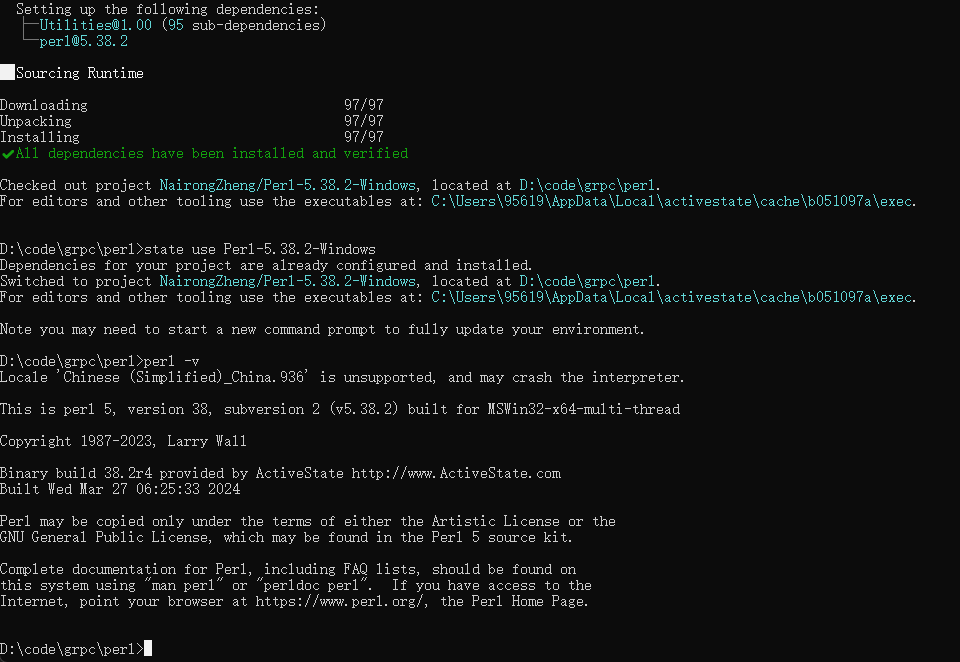 Setting up the following dependencies:
├─Utilities@1.00 (95 sub-dependencies)
└─perl@5.38.2
Sourcing Runtime
Downloading 97/97
Unpacking 97/97
Installing 97/97
✔All dependencies have been installed and verified
Checked out project NairongZheng/Perl-5.38.2-Windows, located at D:\code\grpc\perl.
For editors and other tooling use the executables at: C:\Users\95619\AppData\Local\activestate\cache\b051097a\exec.
D:\code\grpc\perl>state use Perl-5.38.2-Windows
Dependencies for your project are already configured and installed.
Switched to project NairongZheng/Perl-5.38.2-Windows, located at D:\code\grpc\perl.
For editors and other tooling use the executables at: C:\Users\95619\AppData\Local\activestate\cache\b051097a\exec.
Note you may need to start a new command prompt to fully update your environment.
D:\code\grpc\perl>perl -v
Locale 'Chinese (Simplified)_China.936' is unsupported, and may crash the interpreter.
This is perl 5, version 38, subversion 2 (v5.38.2) built for MSWin32-x64-multi-thread
Copyright 1987-2023, Larry Wall
Binary build 38.2r4 provided by ActiveState http://www.ActiveState.com
Built Wed Mar 27 06:25:33 2024
Perl may be copied only under the terms of either the Artistic License or the
GNU General Public License, which may be found in the Perl 5 source kit.
Complete documentation for Perl, including FAQ lists, should be found on
this system using "man perl" or "perldoc perl".  If you have access to the
Internet, point your browser at https://www.perl.org/, the Perl Home Page.
D:\code\grpc\perl>